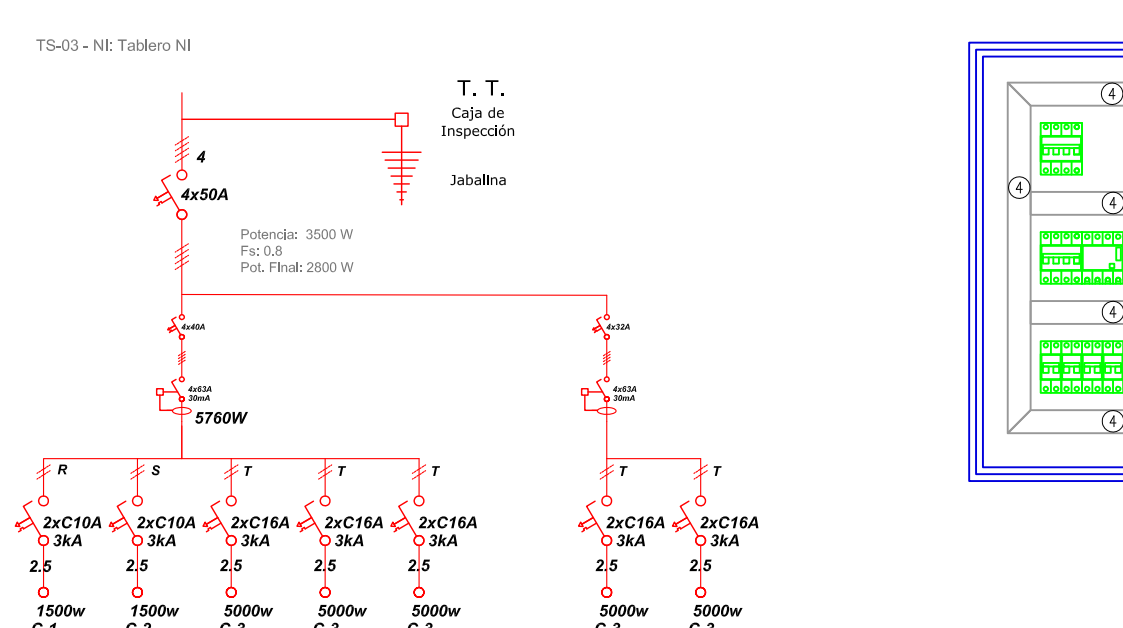 TS-03 - NI: Tablero NI
T. T.
Caja de
Inspección
Jabalina
4
4x50A
Potencia: 3500 W
Fs: 0.8
Pot. Final: 2800 W
4x40A
4x32A
4x63A
30mA
4x63A
30mA
5760W
R S T T T T T
2xC10A 2xC10A 2xC16A 2xC16A 2xC16A 2xC16A 2xC16A
3kA 3kA 3kA 3kA 3kA 3kA 3kA
2.5 2.5 2.5 2.5 2.5 2.5 2.5
1500w 1500w 5000w 5000w 5000w 5000w 5000w
4
4
4
4
4